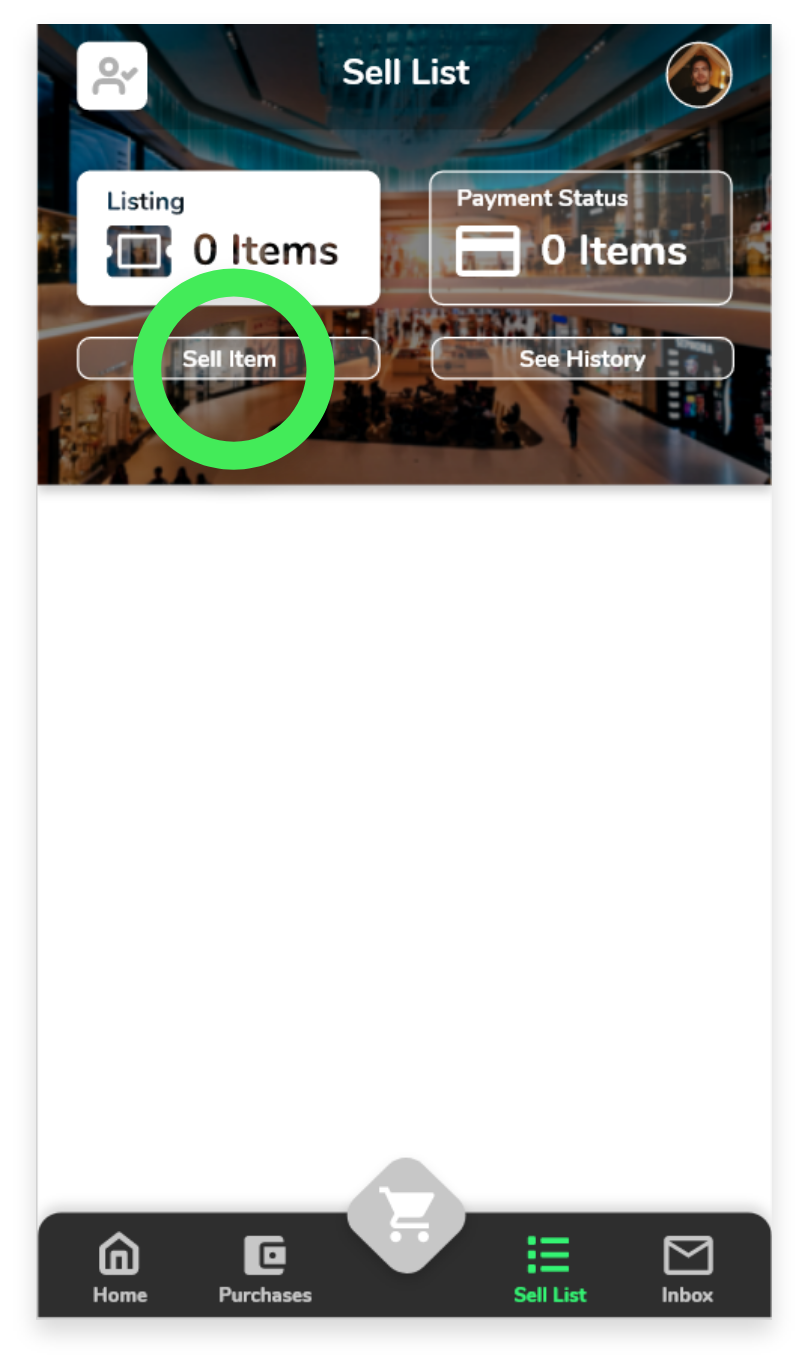 Sell List
Listing
0 Items
Payment Status
0 Items
Sell Item
See History
Home
Purchases
Sell List
Inbox